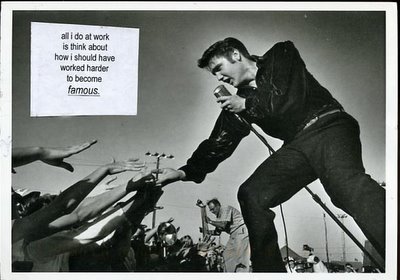 all i do at work
is think about
how i should have
worked harder
to become
famous.